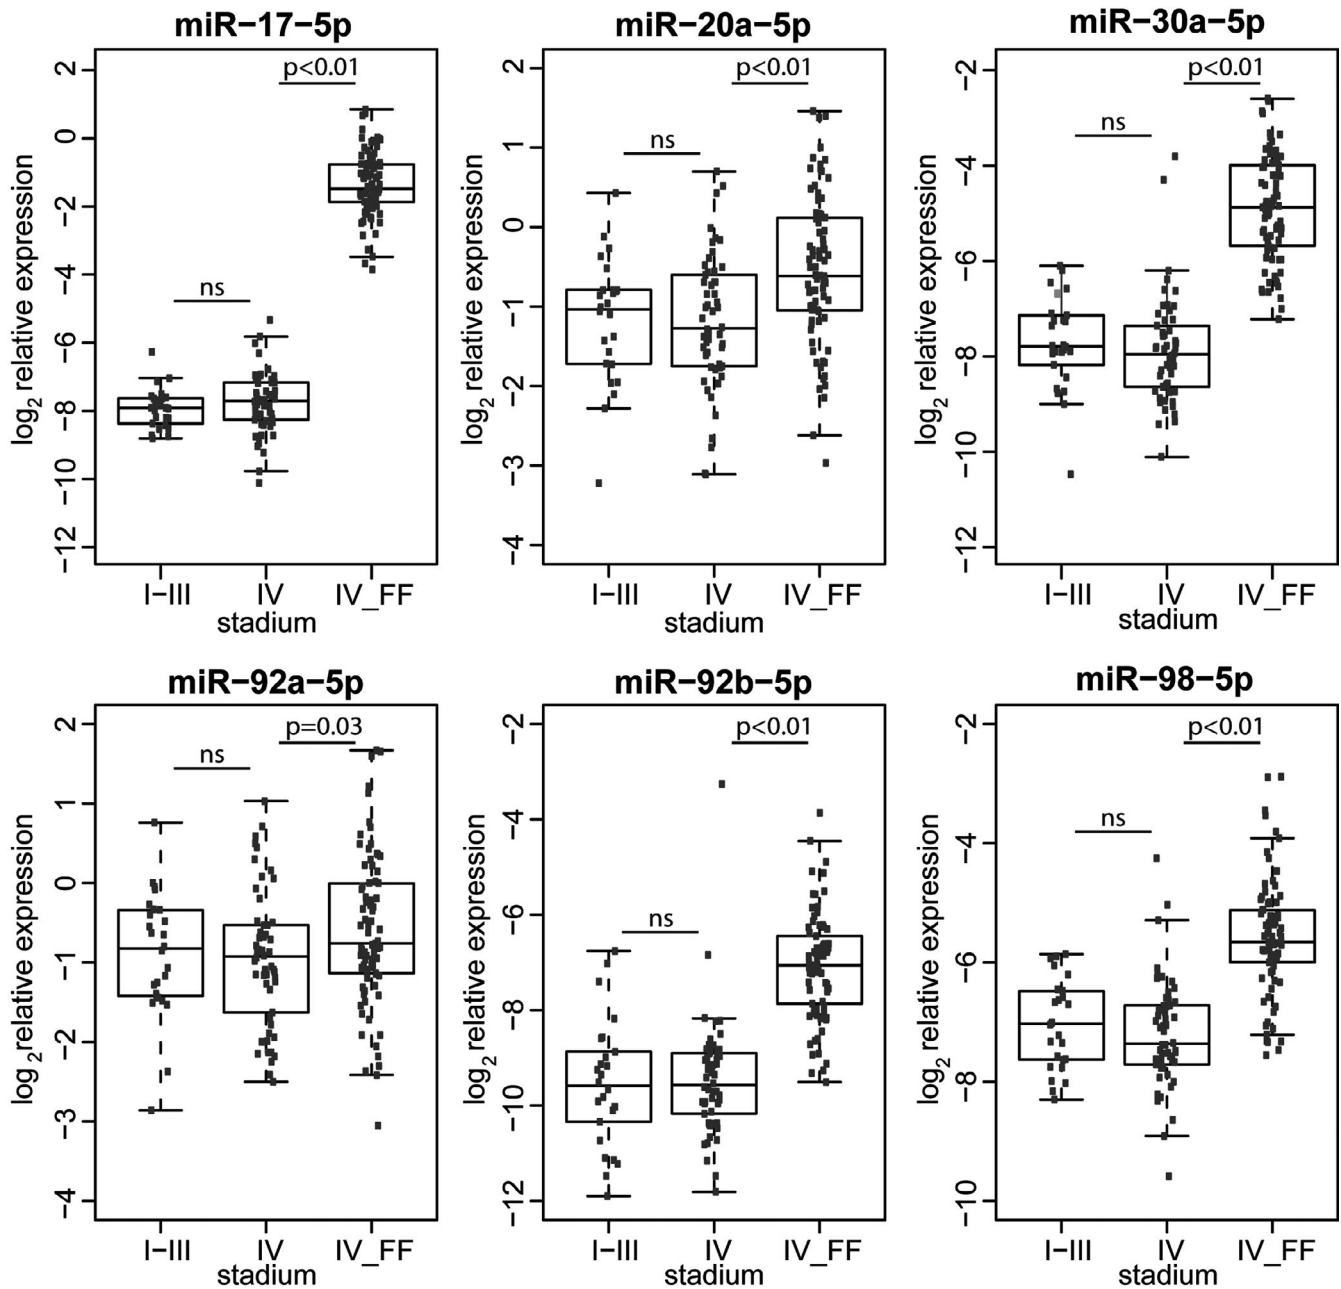 miR−17−5p
log2 relative expression
2
0
−2
−4
−6
−8
−10
−12
ns
p<0.01
I−III
IV
IV_FF
stadium
miR−20a−5p
log2 relative expression
2
1
0
−1
−2
−3
−4
ns
p<0.01
I−III
IV
IV_FF
stadium
miR−30a−5p
log2 relative expression
−2
−4
−6
−8
−10
−12
ns
p<0.01
I−III
IV
IV_FF
stadium
miR−92a−5p
log2 relative expression
2
1
0
−1
−2
−3
−4
ns
p=0.03
I−III
IV
IV_FF
stadium
miR−92b−5p
log2 relative expression
−2
−4
−6
−8
−10
−12
ns
p<0.01
I−III
IV
IV_FF
stadium
miR−98−5p
log2 relative expression
−2
−4
−6
−8
−10
ns
p<0.01
I−III
IV
IV_FF
stadium